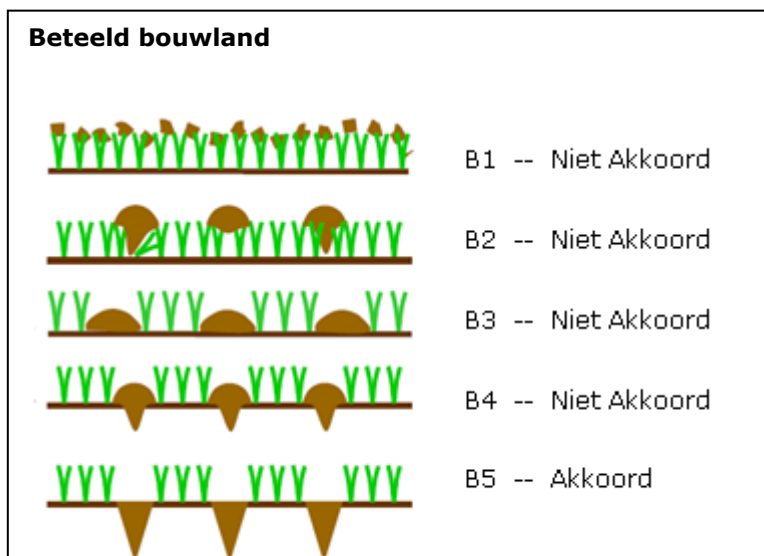 Beteeld bouwland
B1 -- Niet Akkoord
B2 -- Niet Akkoord
B3 -- Niet Akkoord
B4 -- Niet Akkoord
B5 -- Akkoord